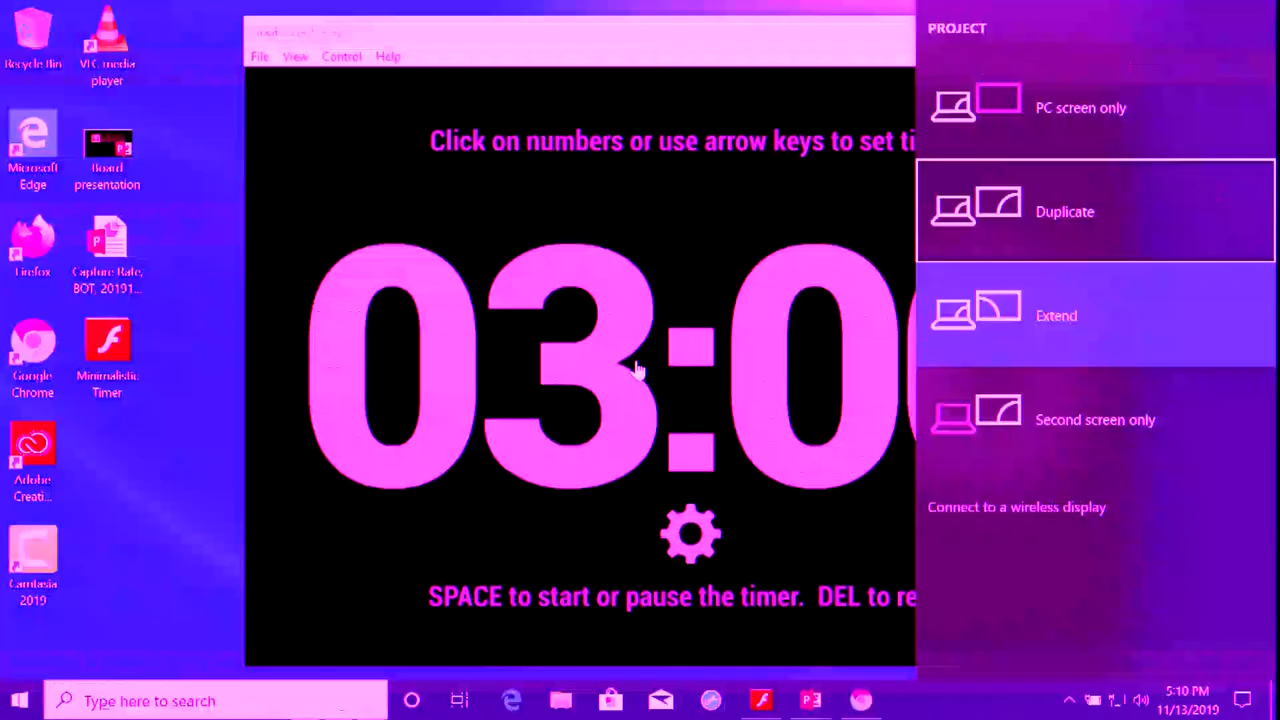 Recycle Bin
VLC media
player
Microsoft
Edge
Board
presentation
Firefox
Capture Rate,
BOT, 20191...
Google
Chrome
Minimalistic
Timer
Adobe
Creati...
Camtasia
2019
File View Control Help
Click on numbers or use arrow keys to set ti
03:0
SPACE to start or pause the timer. DEL to re
PROJECT
PC screen only
Duplicate
Extend
Second screen only
Connect to a wireless display
Type here to search
5:10 PM
11/13/2019